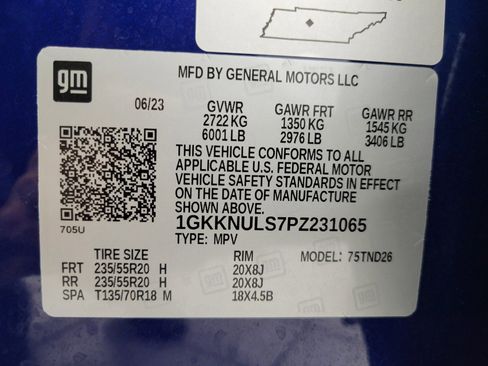 gm
MFD BY GENERAL MOTORS LLC
06/23 GVWR GAWR FRT GAWR RR
2722 KG 1350 KG 1545 KG
6001 LB 2976 LB 3406 LB
THIS VEHICLE CONFORMS TO ALL
APPLICABLE U.S. FEDERAL MOTOR
VEHICLE SAFETY STANDARDS IN EFFECT
ON THE DATE OF MANUFACTURE
SHOWN ABOVE.
705U
1GKKNULS7PZ231065
TYPE: MPV
TIRE SIZE RIM MODEL: 75TND26
FRT 235/55R20 H 20X8J
RR 235/55R20 H 20X8J
SPA T135/70R18 M 18X4.5B